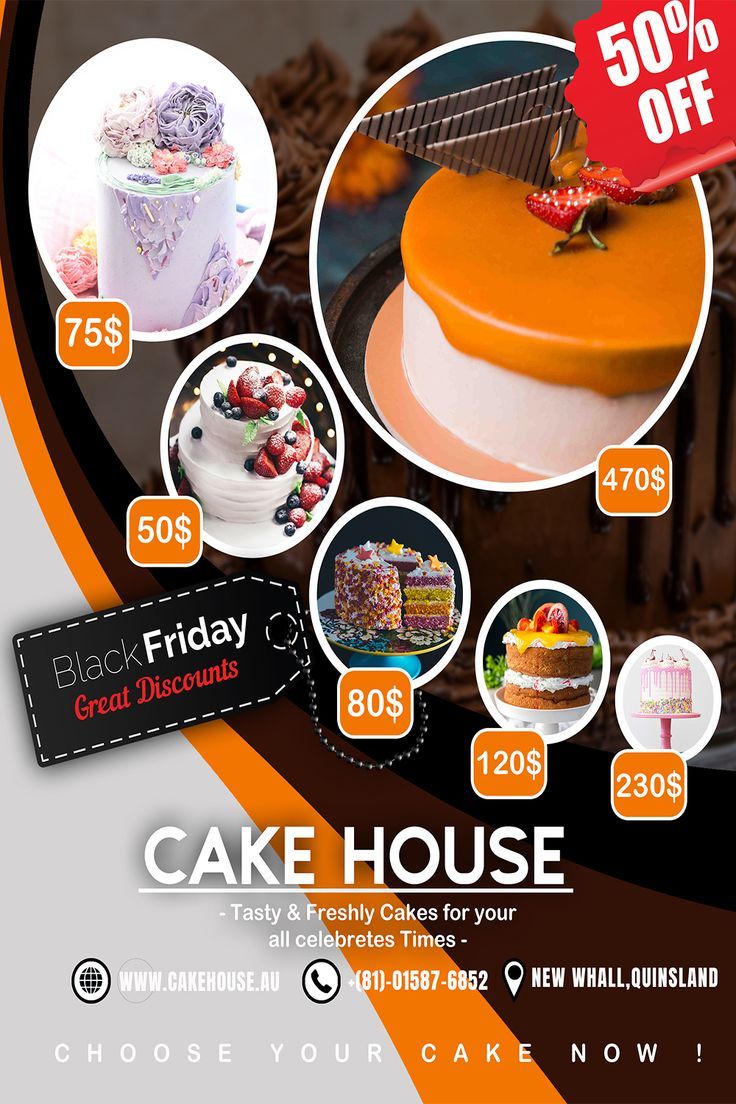 50%
OFF
75$
470$
50$
Black Friday
Great Discounts
80$
120$
230$
CAKE HOUSE
- Tasty & Freshly Cakes for your
all celebretes Times -
WWW.CAKEHOUSE.AU
+(81)-01587-6852
NEW WHALL,QUINSLAND
CHOOSE YOUR CAKE NOW !